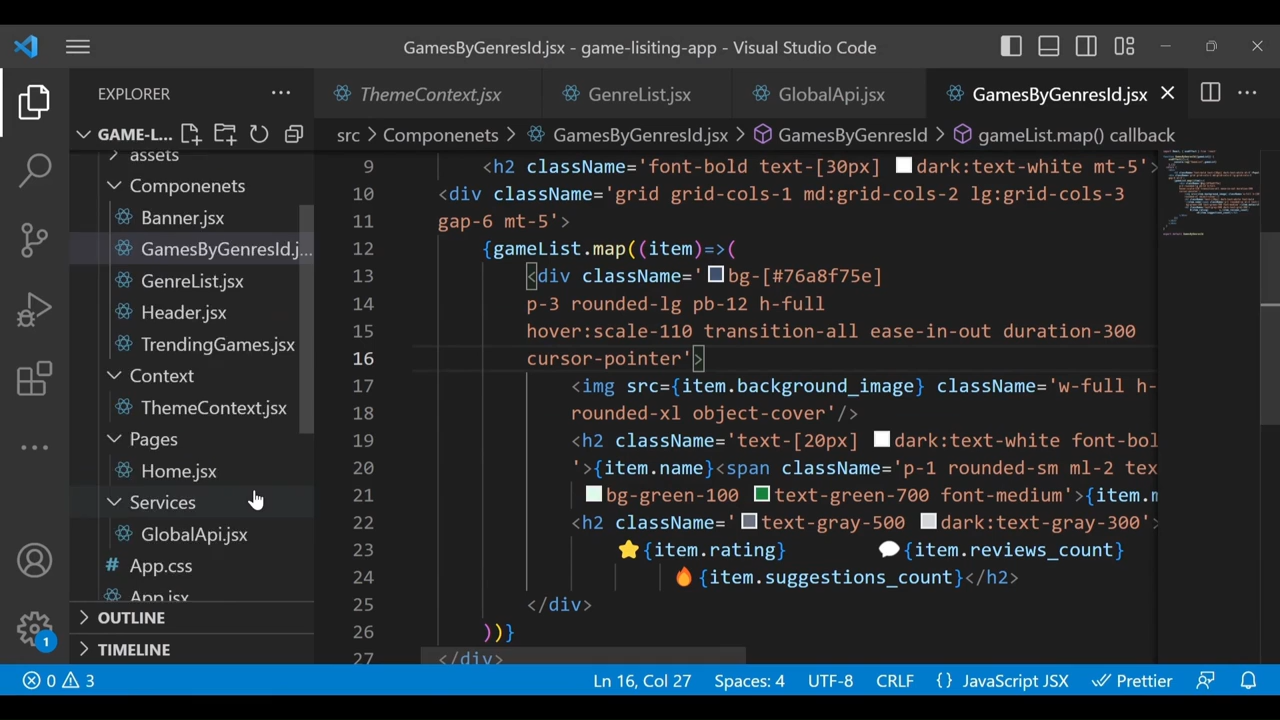 GamesByGenresId.jsx - game-lisiting-app - Visual Studio Code
EXPLORER
ThemeContext.jsx
GenreList.jsx
GlobalApi.jsx
GamesByGenresId.jsx
GAME-L...
src > Componenets > GamesByGenresId.jsx > GamesByGenresId > gameList.map() callback
assets
Componenets
Banner.jsx
GamesByGenresId.j...
GenreList.jsx
Header.jsx
TrendingGames.jsx
Context
ThemeContext.jsx
Pages
Home.jsx
Services
GlobalApi.jsx
# App.css
App.jsx
OUTLINE
TIMELINE
9 <h2 className='font-bold text-[30px] dark:text-white mt-5'>
10 <div className='grid grid-cols-1 md:grid-cols-2 lg:grid-cols-3
11 gap-6 mt-5'>
12 {gameList.map((item)=>(
13 <div className='bg-[#76a8f75e]
14 p-3 rounded-lg pb-12 h-full
15 hover:scale-110 transition-all ease-in-out duration-300
16 cursor-pointer'>
17 <img src={item.background_image} className='w-full h-
18 rounded-xl object-cover'/>
19 <h2 className='text-[20px] dark:text-white font-bol
20 '>{item.name}<span className='p-1 rounded-sm ml-2 tex
21 bg-green-100 text-green-700 font-medium'>{item.m
22 <h2 className='text-gray-500 dark:text-gray-300'>
23 ⭐{item.rating} 💬{item.reviews_count}
24 🔥{item.suggestions_count}</h2>
25 </div>
26 ))}
27 </div>
0 3
1
Ln 16, Col 27
Spaces: 4
UTF-8
CRLF
{} JavaScript JSX
Prettier